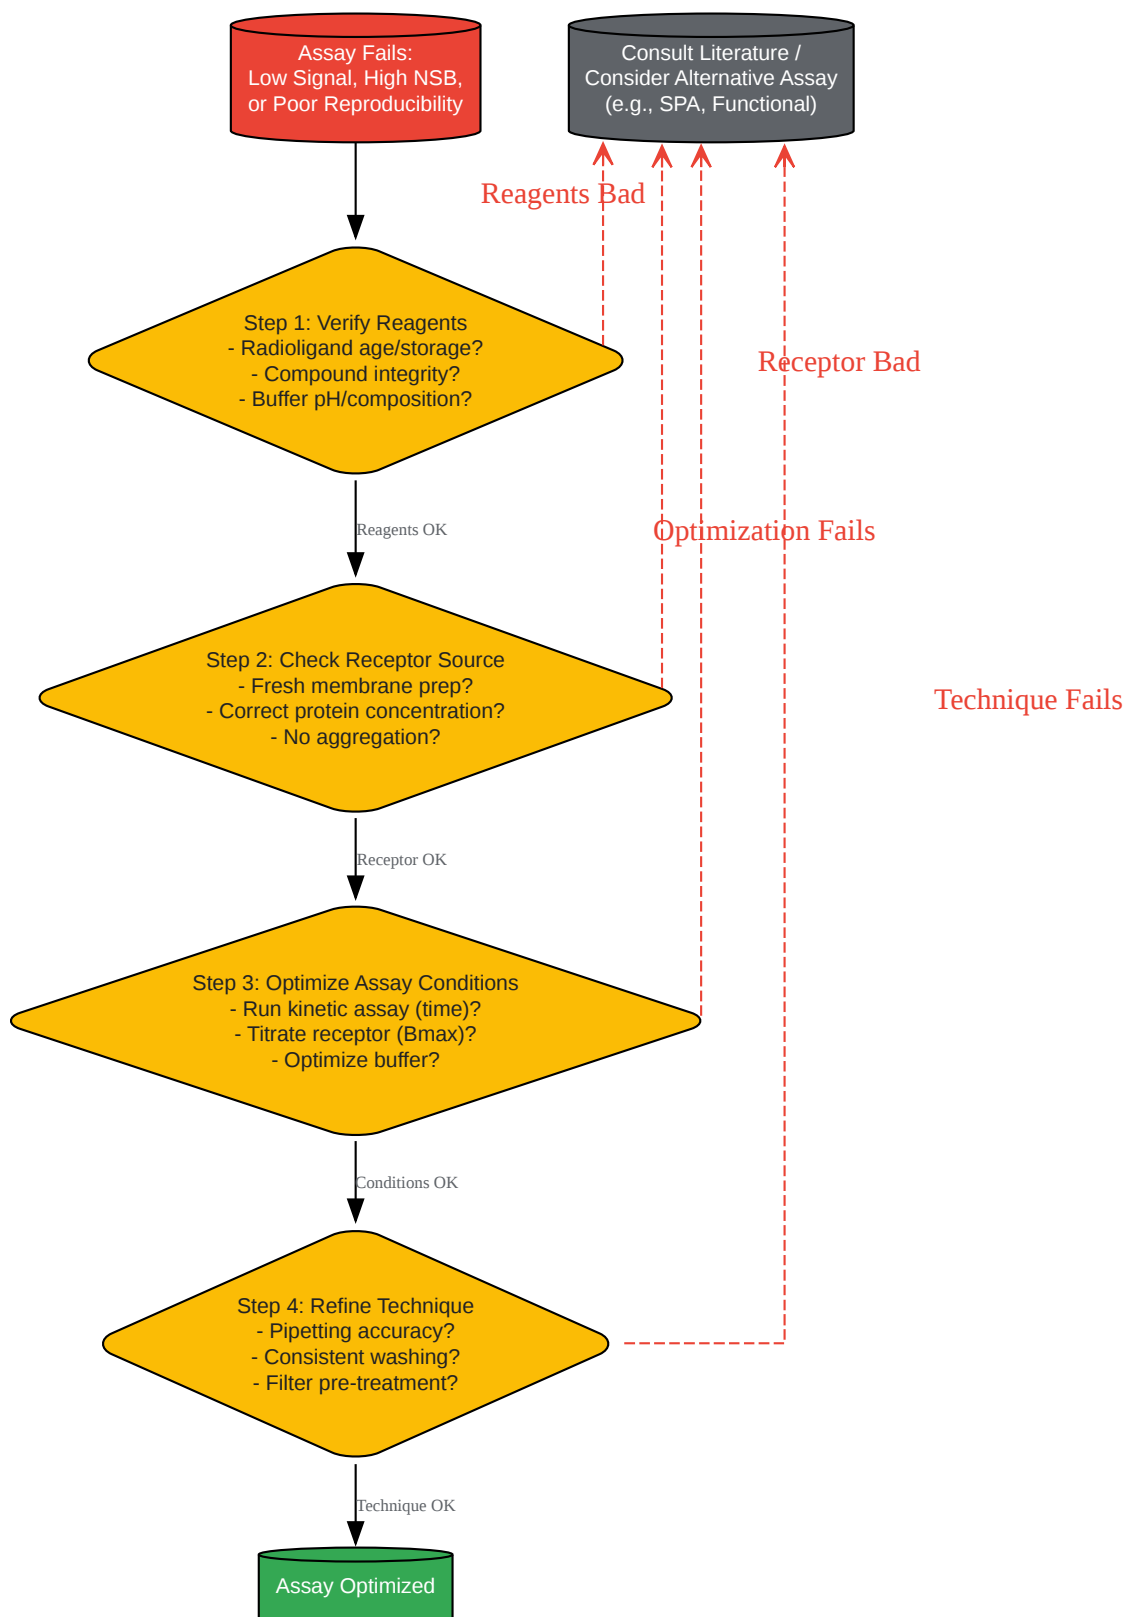 Assay Fails:
Low Signal, High NSB,
or Poor Reproducibility
Consult Literature /
Consider Alternative Assay
(e.g., SPA, Functional)
Reagents Bad
Step 1: Verify Reagents
- Radioligand age/storage?
- Compound integrity?
- Buffer pH/composition?
Receptor Bad
Reagents OK
Optimization Fails
Step 2: Check Receptor Source
- Fresh membrane prep?
- Correct protein concentration?
- No aggregation?
Technique Fails
Receptor OK
Step 3: Optimize Assay Conditions
- Run kinetic assay (time)?
- Titrate receptor (Bmax)?
- Optimize buffer?
Conditions OK
Step 4: Refine Technique
- Pipetting accuracy?
- Consistent washing?
- Filter pre-treatment?
Technique OK
Assay Optimized